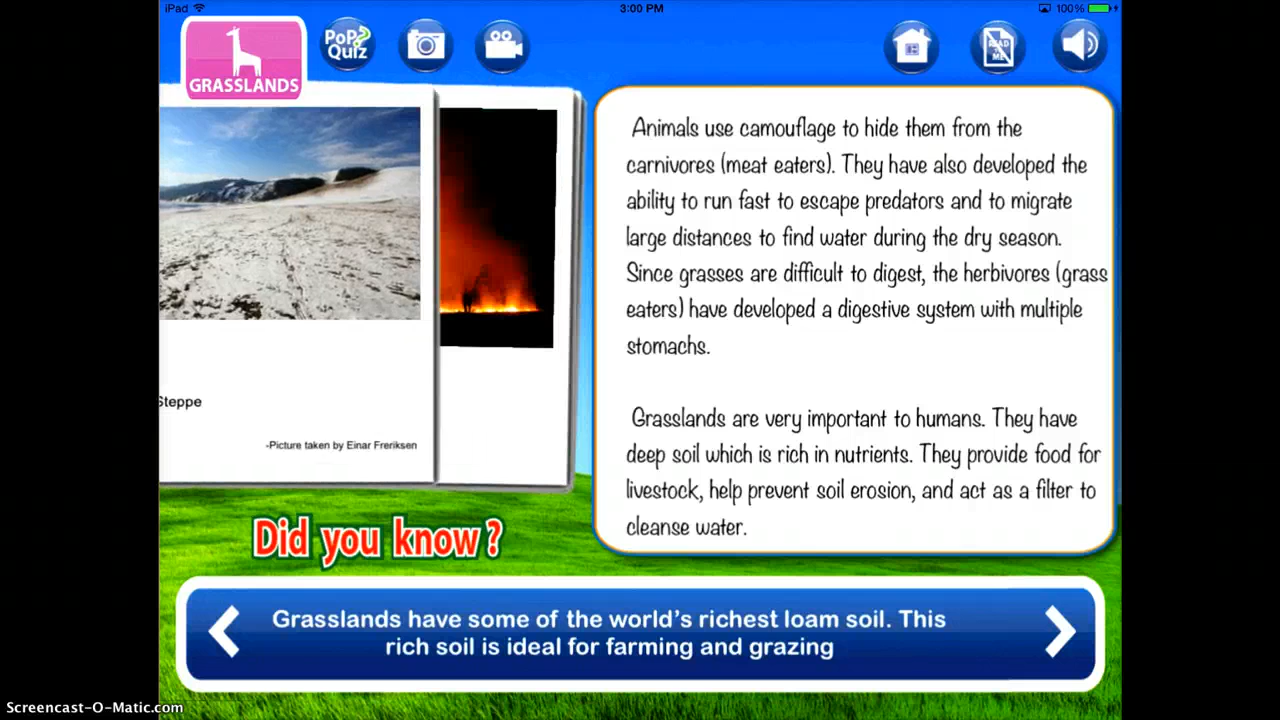 iPad
3:00 PM
100%
GRASSLANDS
PoP?
Quiz
READ
ME
Animals use camouflage to hide them from the
carnivores (meat eaters). They have also developed the
ability to run fast to escape predators and to migrate
large distances to find water during the dry season.
Since grasses are difficult to digest, the herbivores (grass
eaters) have developed a digestive system with multiple
stomachs.
Grasslands are very important to humans. They have
deep soil which is rich in nutrients. They provide food for
livestock, help prevent soil erosion, and act as a filter to
cleanse water.
Steppe
-Picture taken by Einar Freriksen
Did you know?
Grasslands have some of the world's richest loam soil. This
rich soil is ideal for farming and grazing
Screencast-O-Matic.com